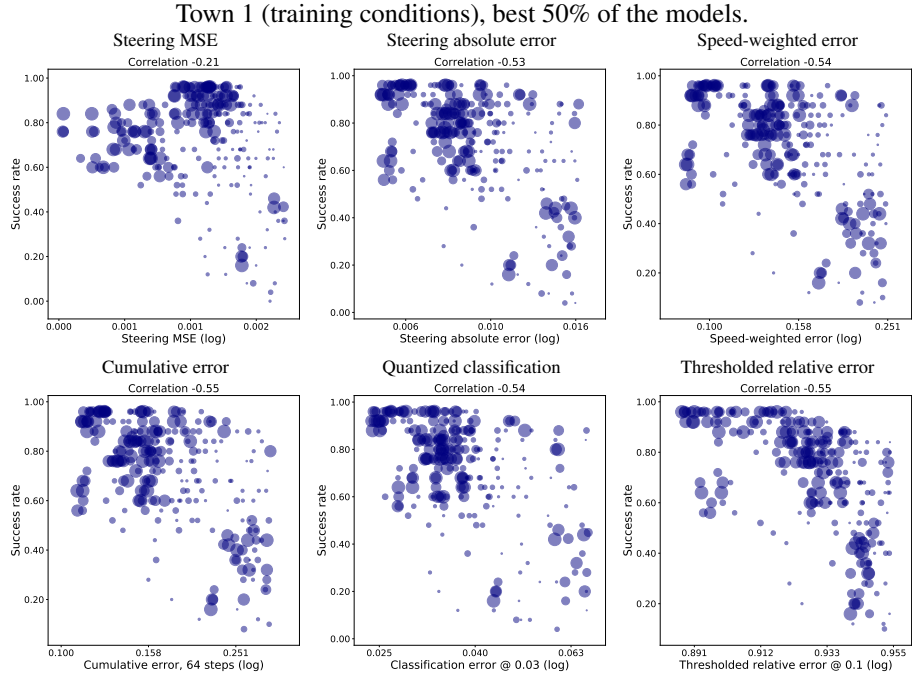 Town 1 (training conditions), best 50% of the models.
Steering MSE
Correlation -0.21
1.00
0.80
0.60
0.40
0.20
0.00
Success rate
0.000 0.001 0.001 0.002
Steering MSE (log)
Steering absolute error
Correlation -0.53
1.00
0.80
0.60
0.40
0.20
0.00
Success rate
0.006 0.010 0.016
Steering absolute error (log)
Speed-weighted error
Correlation -0.54
1.00
0.80
0.60
0.40
0.20
Success rate
0.100 0.158 0.251
Speed-weighted error (log)
Cumulative error
Correlation -0.55
1.00
0.80
0.60
0.40
0.20
Success rate
0.100 0.158 0.251
Cumulative error, 64 steps (log)
Quantized classification
Correlation -0.54
1.00
0.80
0.60
0.40
0.20
0.00
Success rate
0.025 0.040 0.063
Classification error @ 0.03 (log)
Thresholded relative error
Correlation -0.55
1.00
0.80
0.60
0.40
0.20
Success rate
0.891 0.912 0.933 0.955
Thresholded relative error @ 0.1 (log)